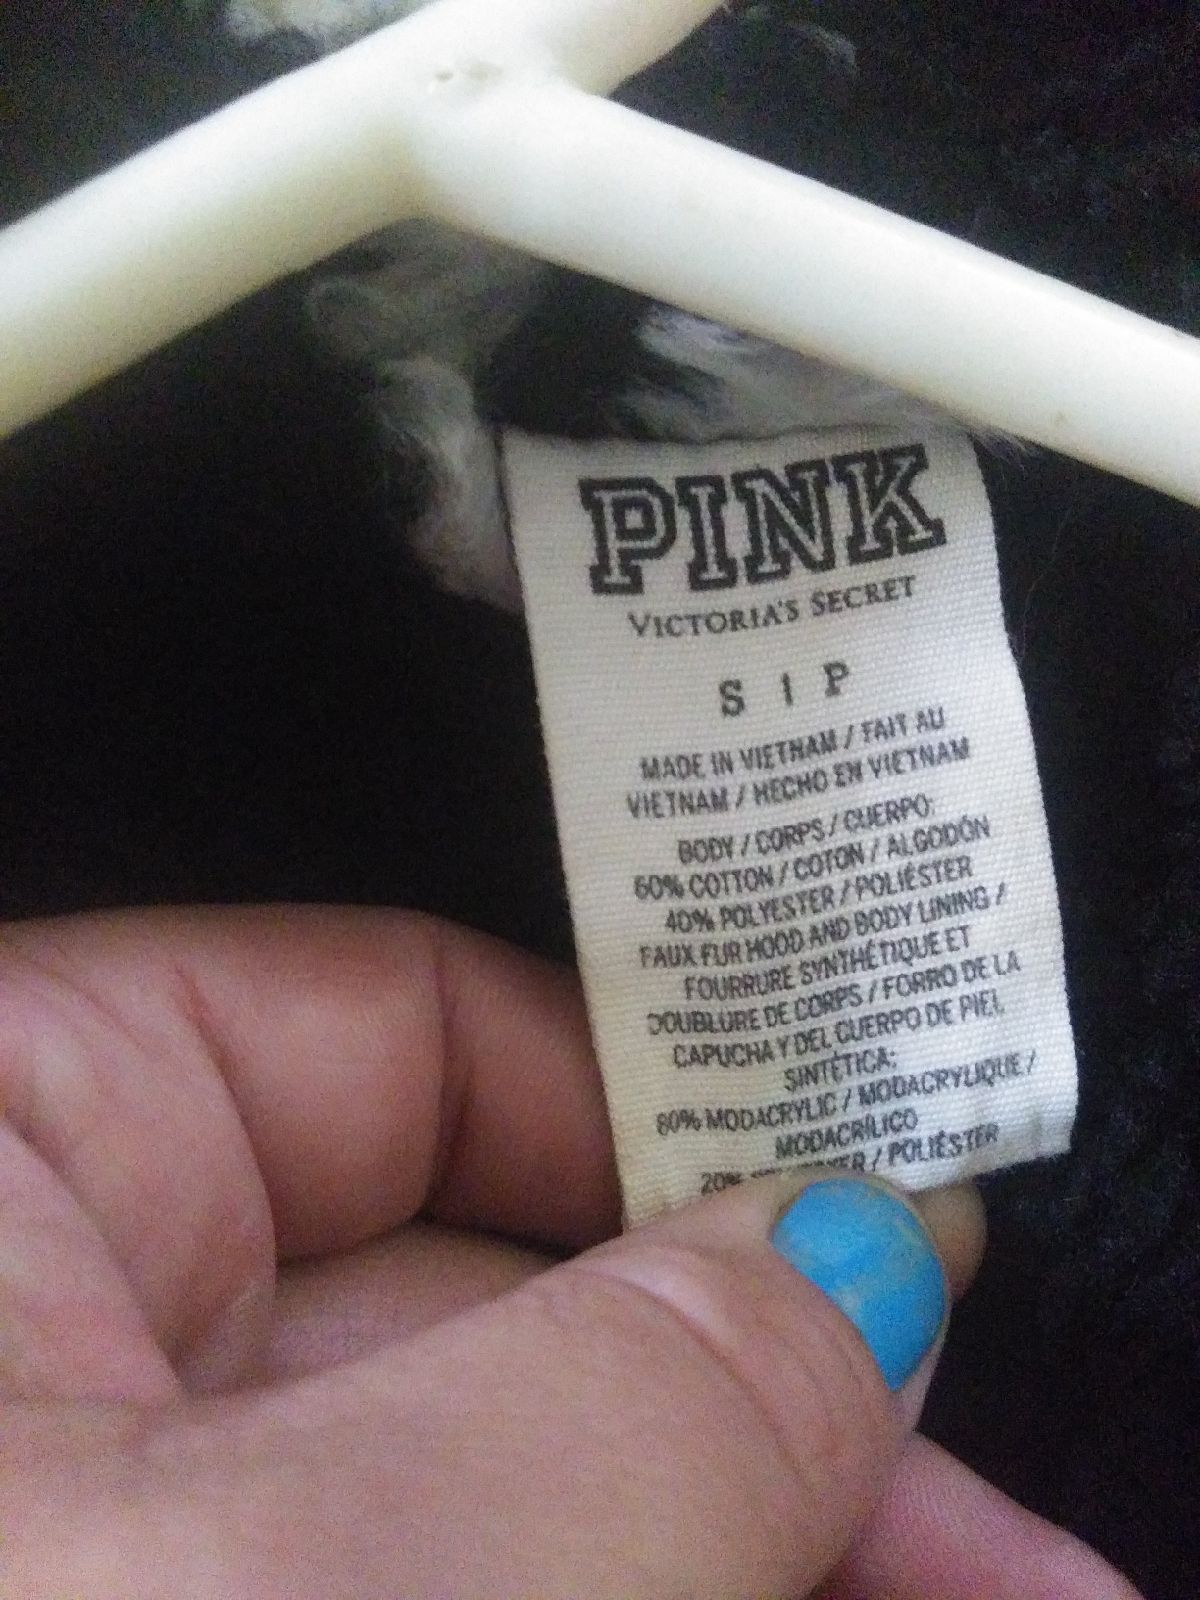 PINK
VICTORIA'S SECRET
S I P
MADE IN VIETNAM / FAIT AU
VIETNAM / HECHO EN VIETNAM
BODY / CORPS / CUERPO:
60% COTTON / COTON / ALGODÓN
40% POLYESTER / POLIÉSTER
FAUX FUR HOOD AND BODY LINING /
FOURRURE SYNTHÉTIQUE ET
DOUBLURE DE CORPS / FORRO DE LA
CAPUCHA Y DEL CUERPO DE PIEL
SINTÉTICA:
80% MODACRYLIC / MODACRYLIQUE /
MODACRÍLICO
20% / POLIÉSTER